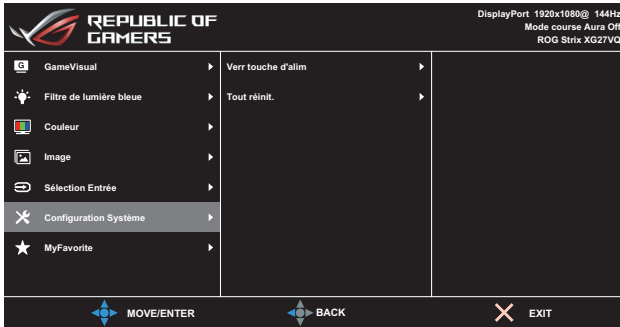 REPUBLIC OF
GAMERS
DisplayPort 1920x1080@ 144Hz
Mode course Aura Off
ROG Strix XG27VQ
G
GameVisual
Filtre de lumière bleue
Couleur
Image
Sélection Entrée
Configuration Système
MyFavorite
Verr touche d'alim
Tout réinit.
MOVE/ENTER
BACK
EXIT